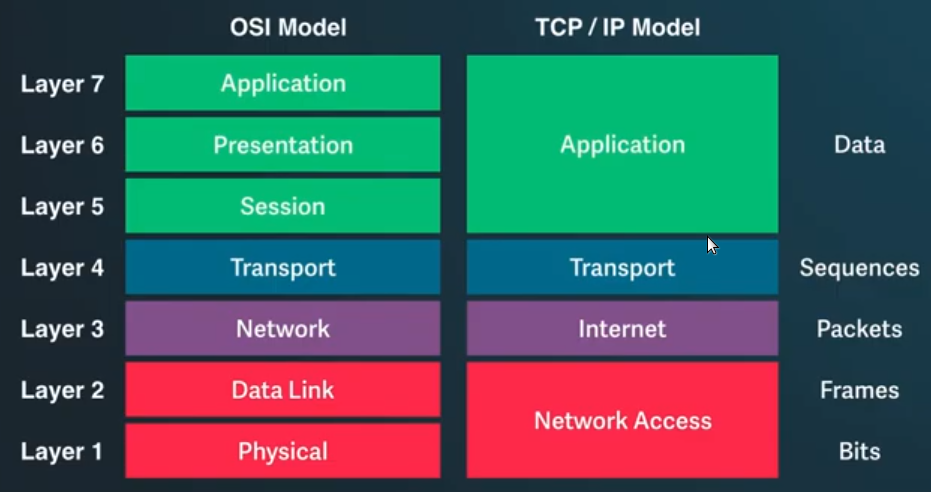 OSI Model TCP / IP Model
Layer 7 Application
Layer 6 Presentation Application Data
Layer 5 Session
Layer 4 Transport Transport Sequences
Layer 3 Network Internet Packets
Layer 2 Data Link Frames
Network Access
Layer 1 Physical Bits